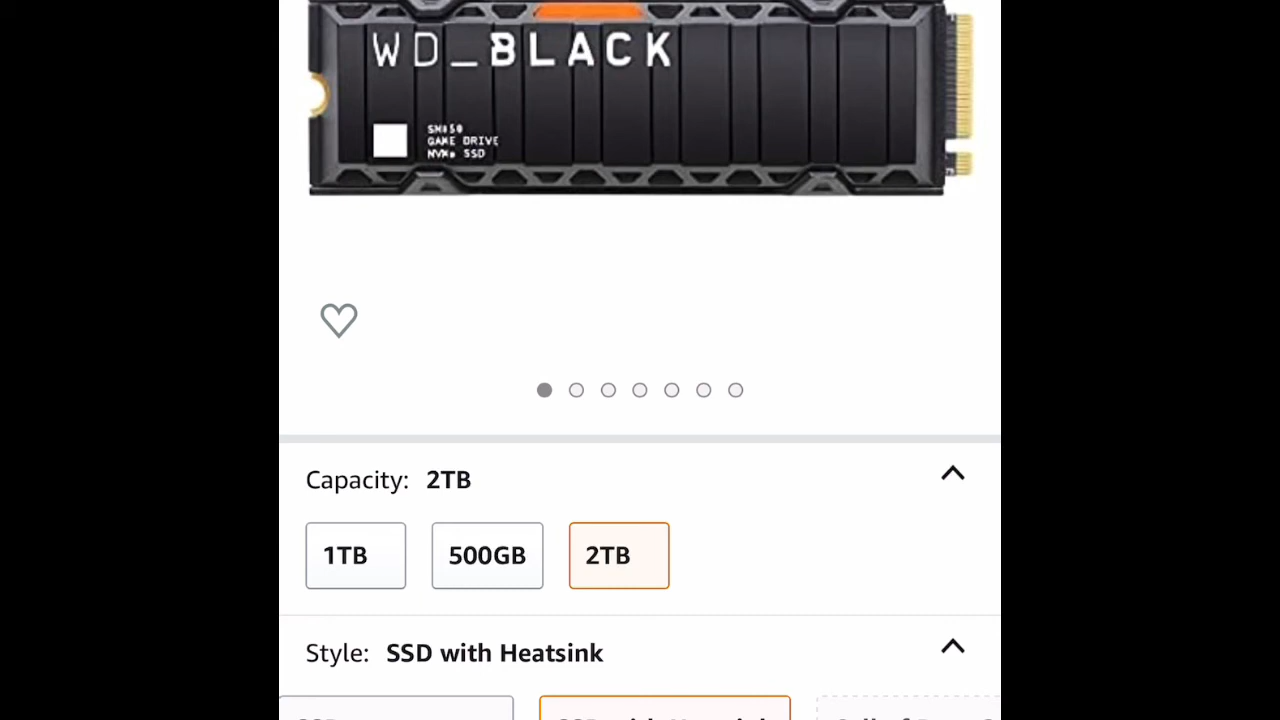 WD_BLACK
SN850
GAME DRIVE
NVMe SSD
Capacity: 2TB
1TB
500GB
2TB
Style: SSD with Heatsink